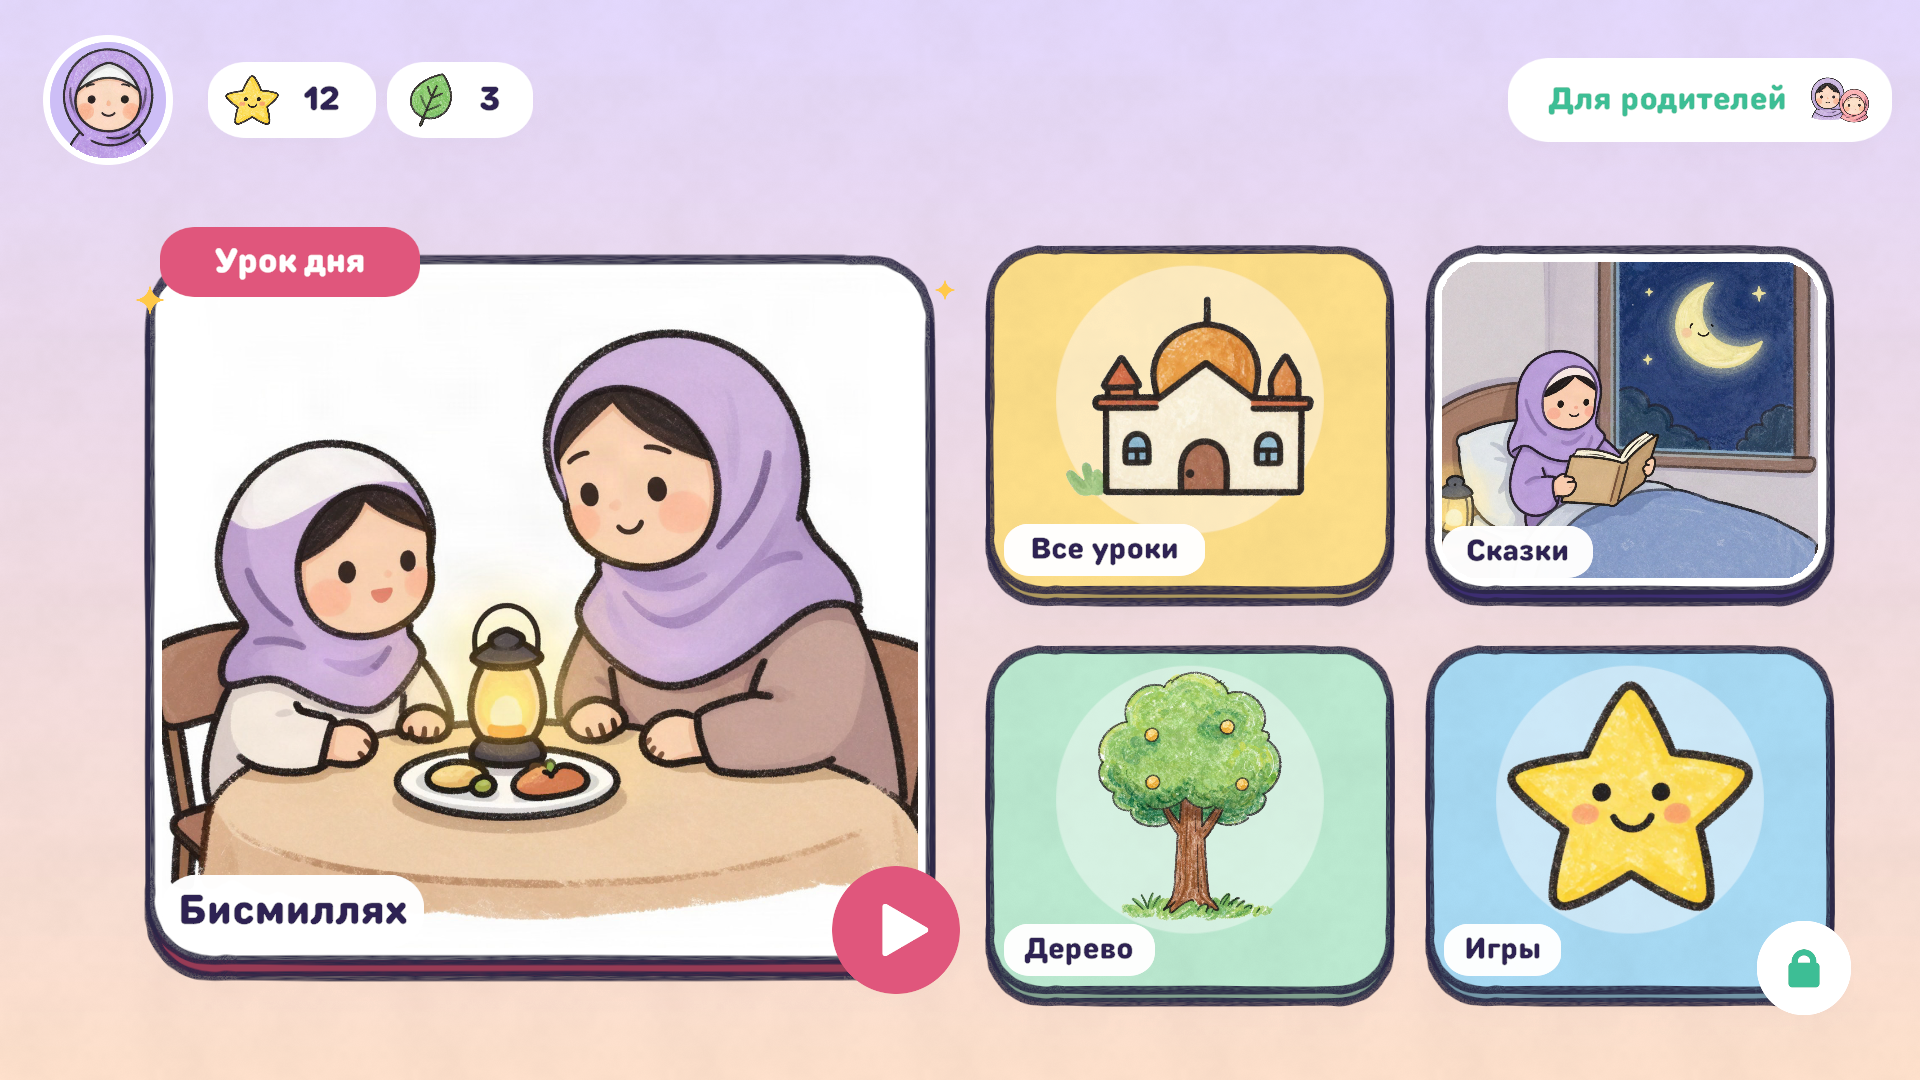 12
3
Для родителей
Урок дня
Бисмиллях
Все уроки
Сказки
Дерево
Игры